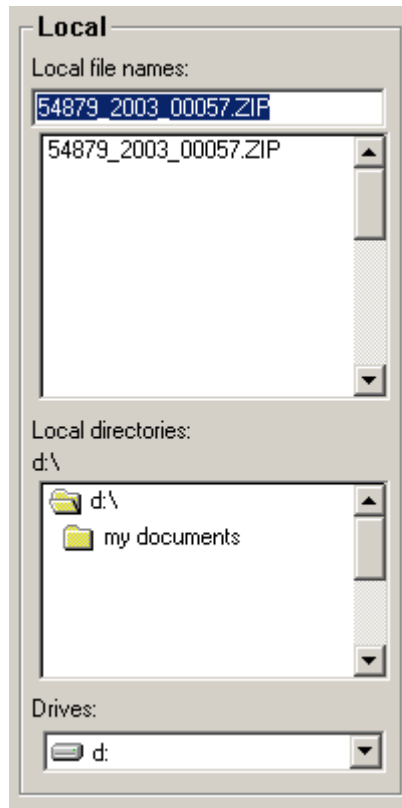 Local
Local file names:
54879_2003_00057.ZIP
54879_2003_00057.ZIP
Local directories:
d:\
d:\
my documents
Drives:
d: